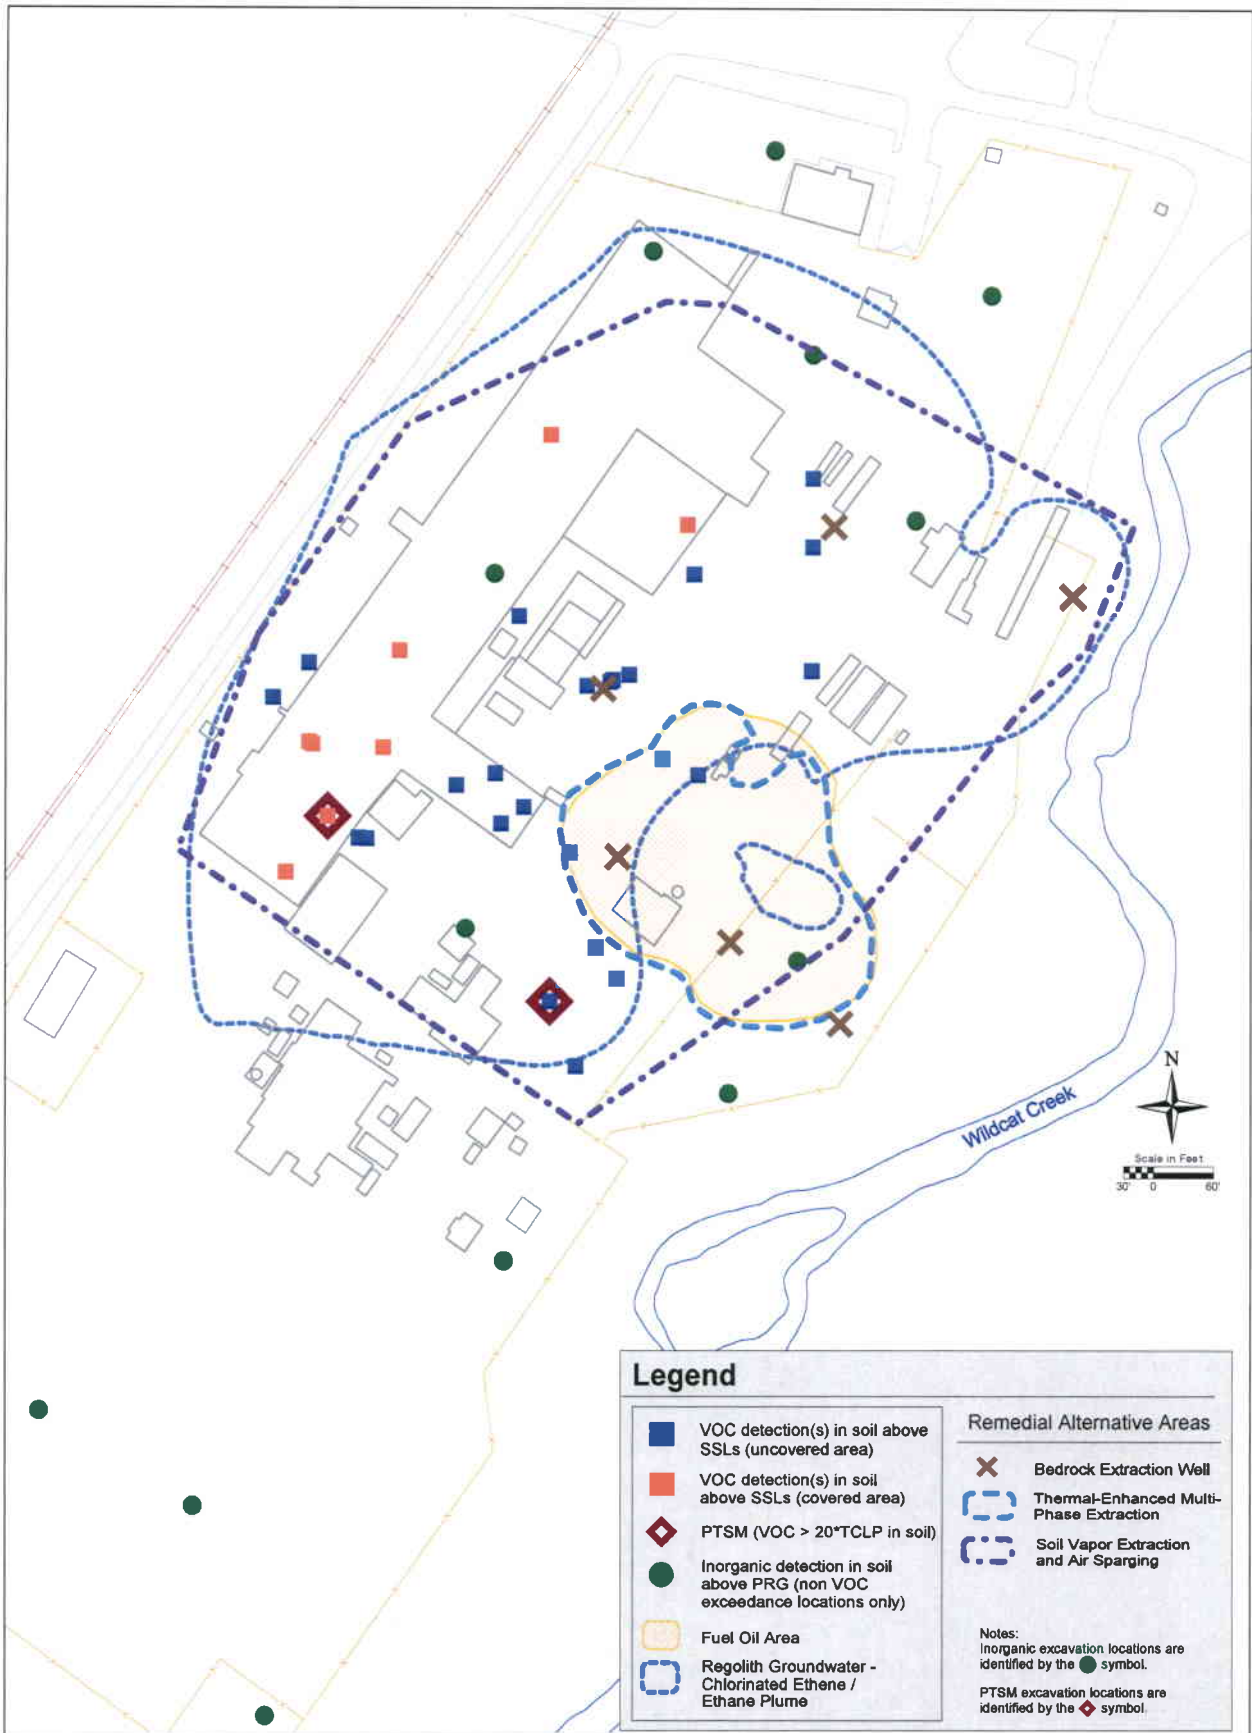 N
Wildcat Creek
Scale in Feet
30' 0 60'
Legend
VOC detection(s) in soil above
SSLs (uncovered area)
VOC detection(s) in soil
above SSLs (covered area)
PTSM (VOC > 20*TCLP in soil)
Inorganic detection in soil
above PRG (non VOC
exceedance locations only)
Fuel Oil Area
Regolith Groundwater -
Chlorinated Ethene /
Ethane Plume
Remedial Alternative Areas
Bedrock Extraction Well
Thermal-Enhanced Multi-
Phase Extraction
Soil Vapor Extraction
and Air Sparging
Notes:
Inorganic excavation locations are
identified by the symbol.
PTSM excavation locations are
identified by the symbol